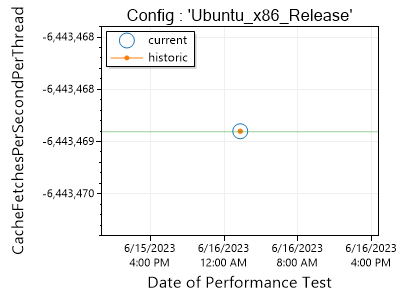 Config : 'Ubuntu_x86_Release'
current
historic
CacheFetchesPerSecondPerThread
-6,443,468
-6,443,468
-6,443,469
-6,443,470
6/15/2023 6/16/2023 6/16/2023 6/16/2023
4:00 PM 12:00 AM 8:00 AM 4:00 PM
Date of Performance Test